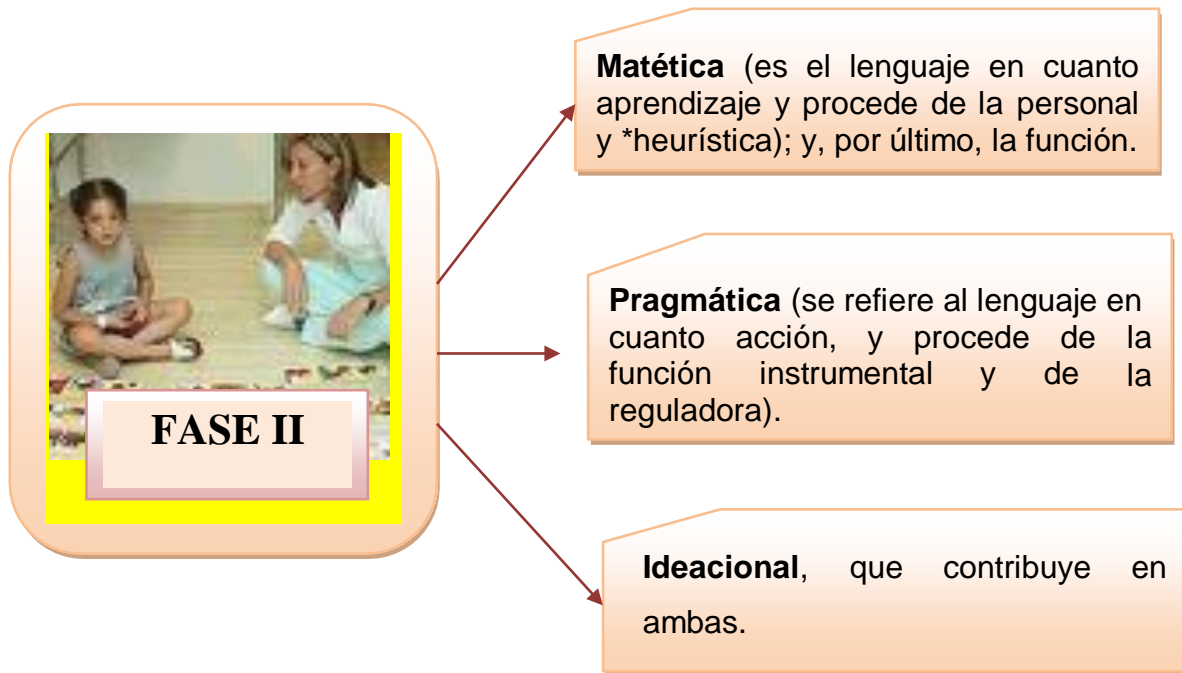 Matética (es el lenguaje en cuanto
aprendizaje y procede de la personal
y *heurística); y, por último, la función.
Pragmática (se refiere al lenguaje en
cuanto acción, y procede de la
función instrumental y de la
reguladora).
FASE II
Ideacional, que contribuye en
ambas.